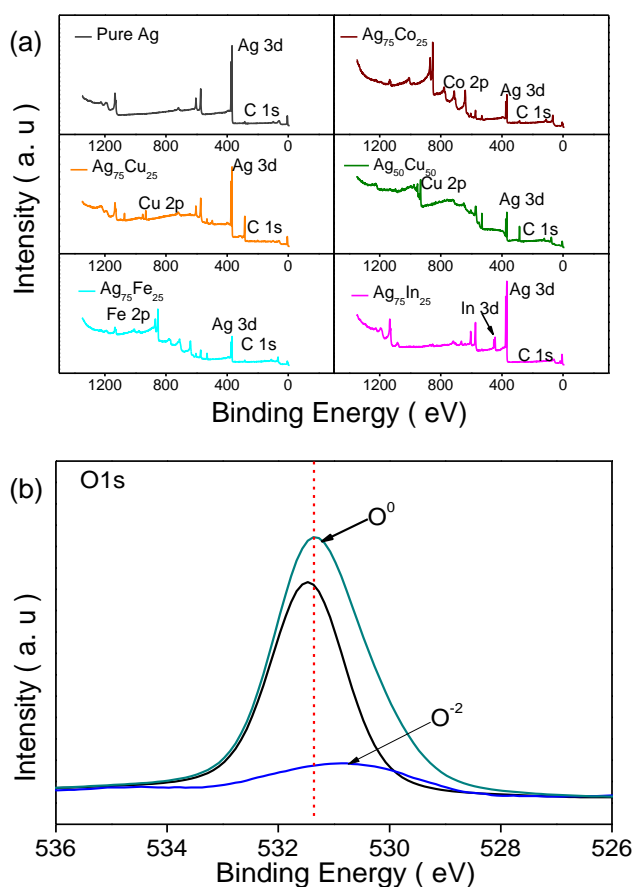 (a)
Pure Ag
Ag 3d
C 1s
1200 800 400 0
Ag75Co25
Co 2p
Ag 3d
C 1s
1200 800 400 0
Ag75Cu25
Ag 3d
Cu 2p
C 1s
1200 800 400 0
Ag50Cu50
Cu 2p
Ag 3d
C 1s
1200 800 400 0
Ag75Fe25
Fe 2p
Ag 3d
C 1s
1200 800 400 0
Ag75In25
Ag 3d
In 3d
C 1s
1200 800 400 0
Intensity ( a. u)
Binding Energy ( eV)
(b)
O1s
O0
O-2
Intensity ( a. u)
536 534 532 530 528 526
Binding Energy ( eV)